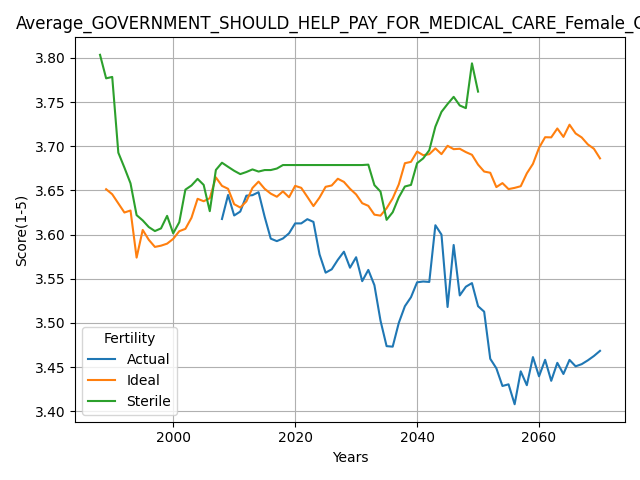 Average_GOVERNMENT_SHOULD_HELP_PAY_FOR_MEDICAL_CARE_Female_
3.80
3.75
3.70
3.65
3.60
3.55
3.50
3.45
3.40
Score(1-5)
Fertility
Actual
Ideal
Sterile
2000
2020
2040
2060
Years